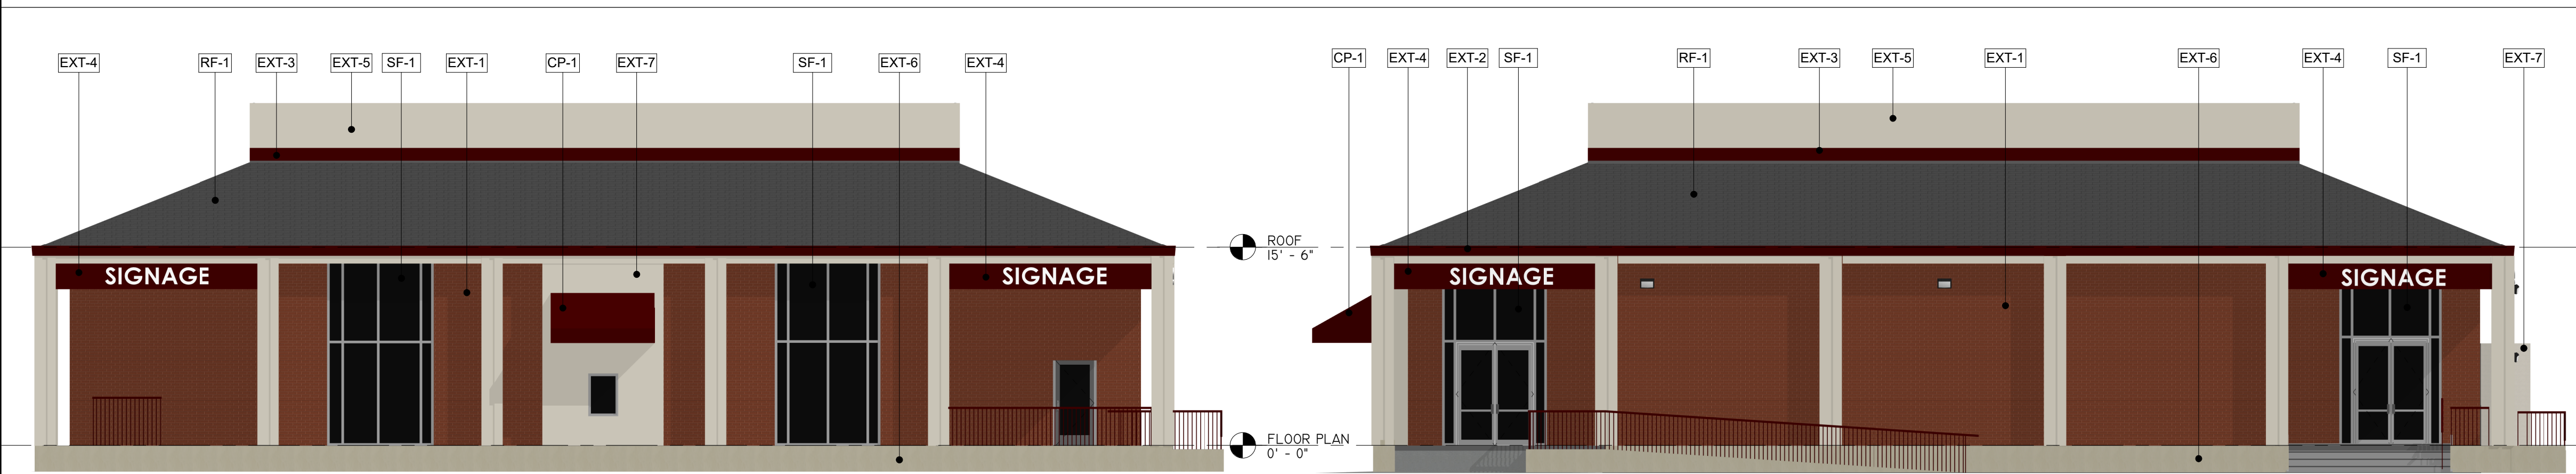 EXT-4 RF-1 EXT-3 EXT-5 SF-1 EXT-1 CP-1 EXT-7 SF-1 EXT-6 EXT-4
SIGNAGE SIGNAGE
ROOF
15' - 6"
FLOOR PLAN
0' - 0"
CP-1 EXT-4 EXT-2 SF-1 RF-1 EXT-3 EXT-5 EXT-1 EXT-6 EXT-4 SF-1 EXT-7
SIGNAGE SIGNAGE